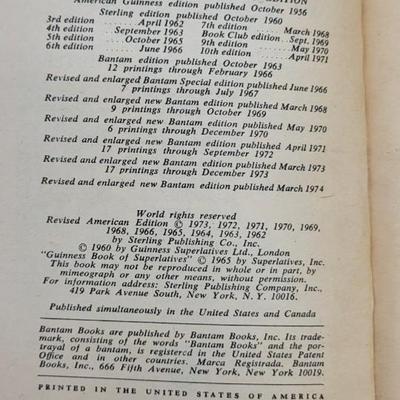 EDITION
American Guinness edition published October 1956
Sterling edition published October 1960
3rd edition ... April 1962 7th edition ... March 1968
4th edition September 1963 Book Club edition Sept. 1969
5th edition October 1965 9th edition May 1970
6th edition June 1966 10th edition April 1971
Bantam edition published October 1963
12 printings through February 1966
Revised and enlarged Bantam Special edition published June 1966
7 printings through July 1967
Revised and enlarged new Bantam edition published March 1968
9 printings through October 1969
Revised and enlarged new Bantam edition published May 1970
6 printings through December 1970
Revised and enlarged new Bantam edition published April 1971
17 printings through September 1972
Revised and enlarged new Bantam edition published March 1973
17 printings through December 1973
Revised and enlarged new Bantam edition published March 1974
World rights reserved
Revised American Edition © 1973, 1972, 1971, 1970, 1969,
1968, 1966, 1965, 1964, 1963, 1962
by Sterling Publishing Co., Inc.
© 1960 by Guinness Superlatives Ltd., London
"Guinness Book of Superlatives" © 1965 by Superlatives, Inc.
This book may not be reproduced in whole or in part, by
mimeograph or any other means, without permission.
For information address: Sterling Publishing Company, Inc.,
419 Park Avenue South, New York, N.Y. 10016.
Published simultaneously in the United States and Canada
Bantam Books are published by Bantam Books, Inc. Its trade-
mark, consisting of the words "Bantam Books" and the por-
trayal of a bantam, is registered in the United States Patent
Office and in other countries. Marca Registrada. Bantam
Books, Inc., 666 Fifth Avenue, New York, New York 10019.
PRINTED IN THE UNITED STATES OF AMERICA